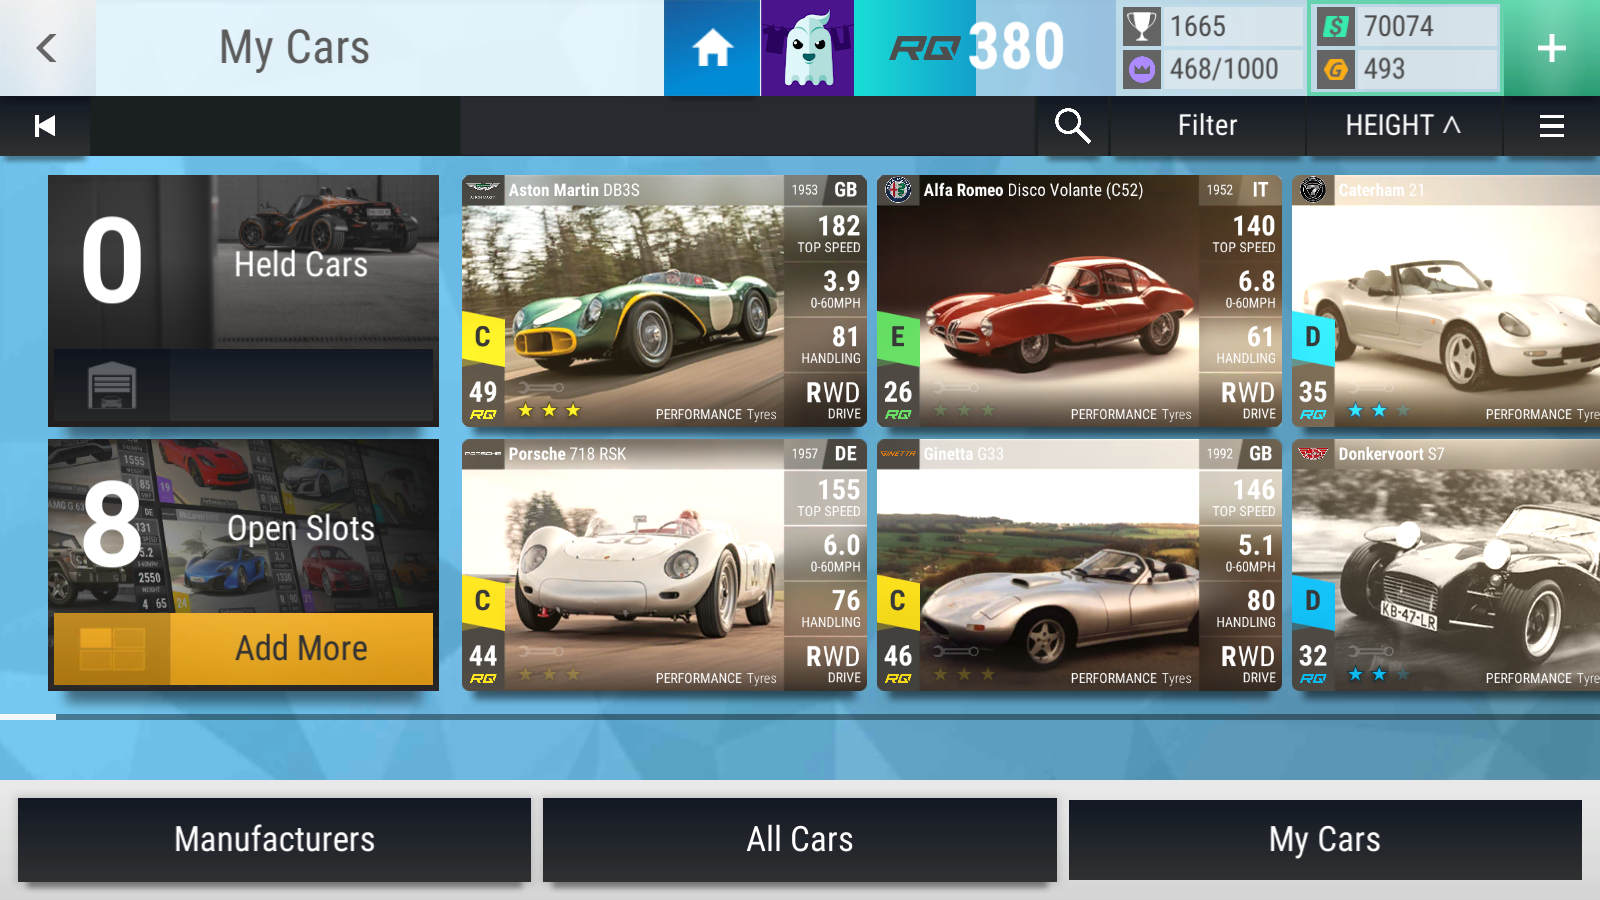 My Cars
RQ 380
1665
468/1000
70074
493
Filter
HEIGHT
0
Held Cars
8
Open Slots
Add More
Aston Martin DB3S
1953 GB
182
TOP SPEED
3.9
0-60MPH
81
HANDLING
RWD
DRIVE
C
49
RQ
PERFORMANCE Tyres
Alfa Romeo Disco Volante (C52)
1952 IT
140
TOP SPEED
6.8
0-60MPH
61
HANDLING
RWD
DRIVE
E
26
RQ
PERFORMANCE Tyres
Caterham 21
D
35
RQ
PERFORMANCE Tyre
Porsche 718 RSK
1957 DE
155
TOP SPEED
6.0
0-60MPH
76
HANDLING
RWD
DRIVE
C
44
RQ
PERFORMANCE Tyres
GINETTA
Ginetta G33
1992 GB
146
TOP SPEED
5.1
0-60MPH
80
HANDLING
RWD
DRIVE
C
46
RQ
PERFORMANCE Tyres
Donkervoort S7
KB-47-LR
D
32
RQ
PERFORMANCE Tyre
Manufacturers
All Cars
My Cars